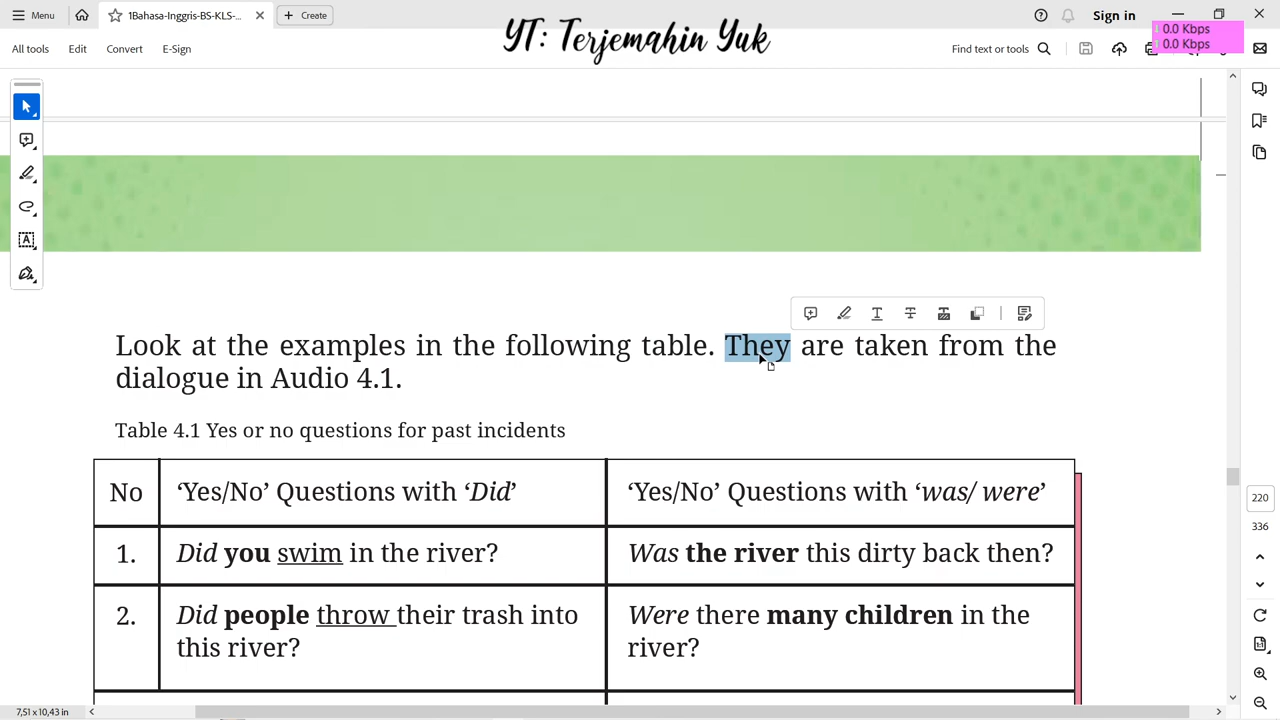 Menu
1Bahasa-Inggris-BS-KLS-...
Create
YT: Terjemahin Yuk
Sign in
0.0 Kbps
0.0 Kbps
All tools
Edit
Convert
E-Sign
Find text or tools
Look at the examples in the following table. They are taken from the
dialogue in Audio 4.1.
Table 4.1 Yes or no questions for past incidents
No
‘Yes/No’ Questions with ‘Did’
‘Yes/No’ Questions with ‘was/ were’
1.
Did you swim in the river?
Was the river this dirty back then?
2.
Did people throw their trash into
this river?
Were there many children in the
river?
220
336
7,51 x 10,43 in